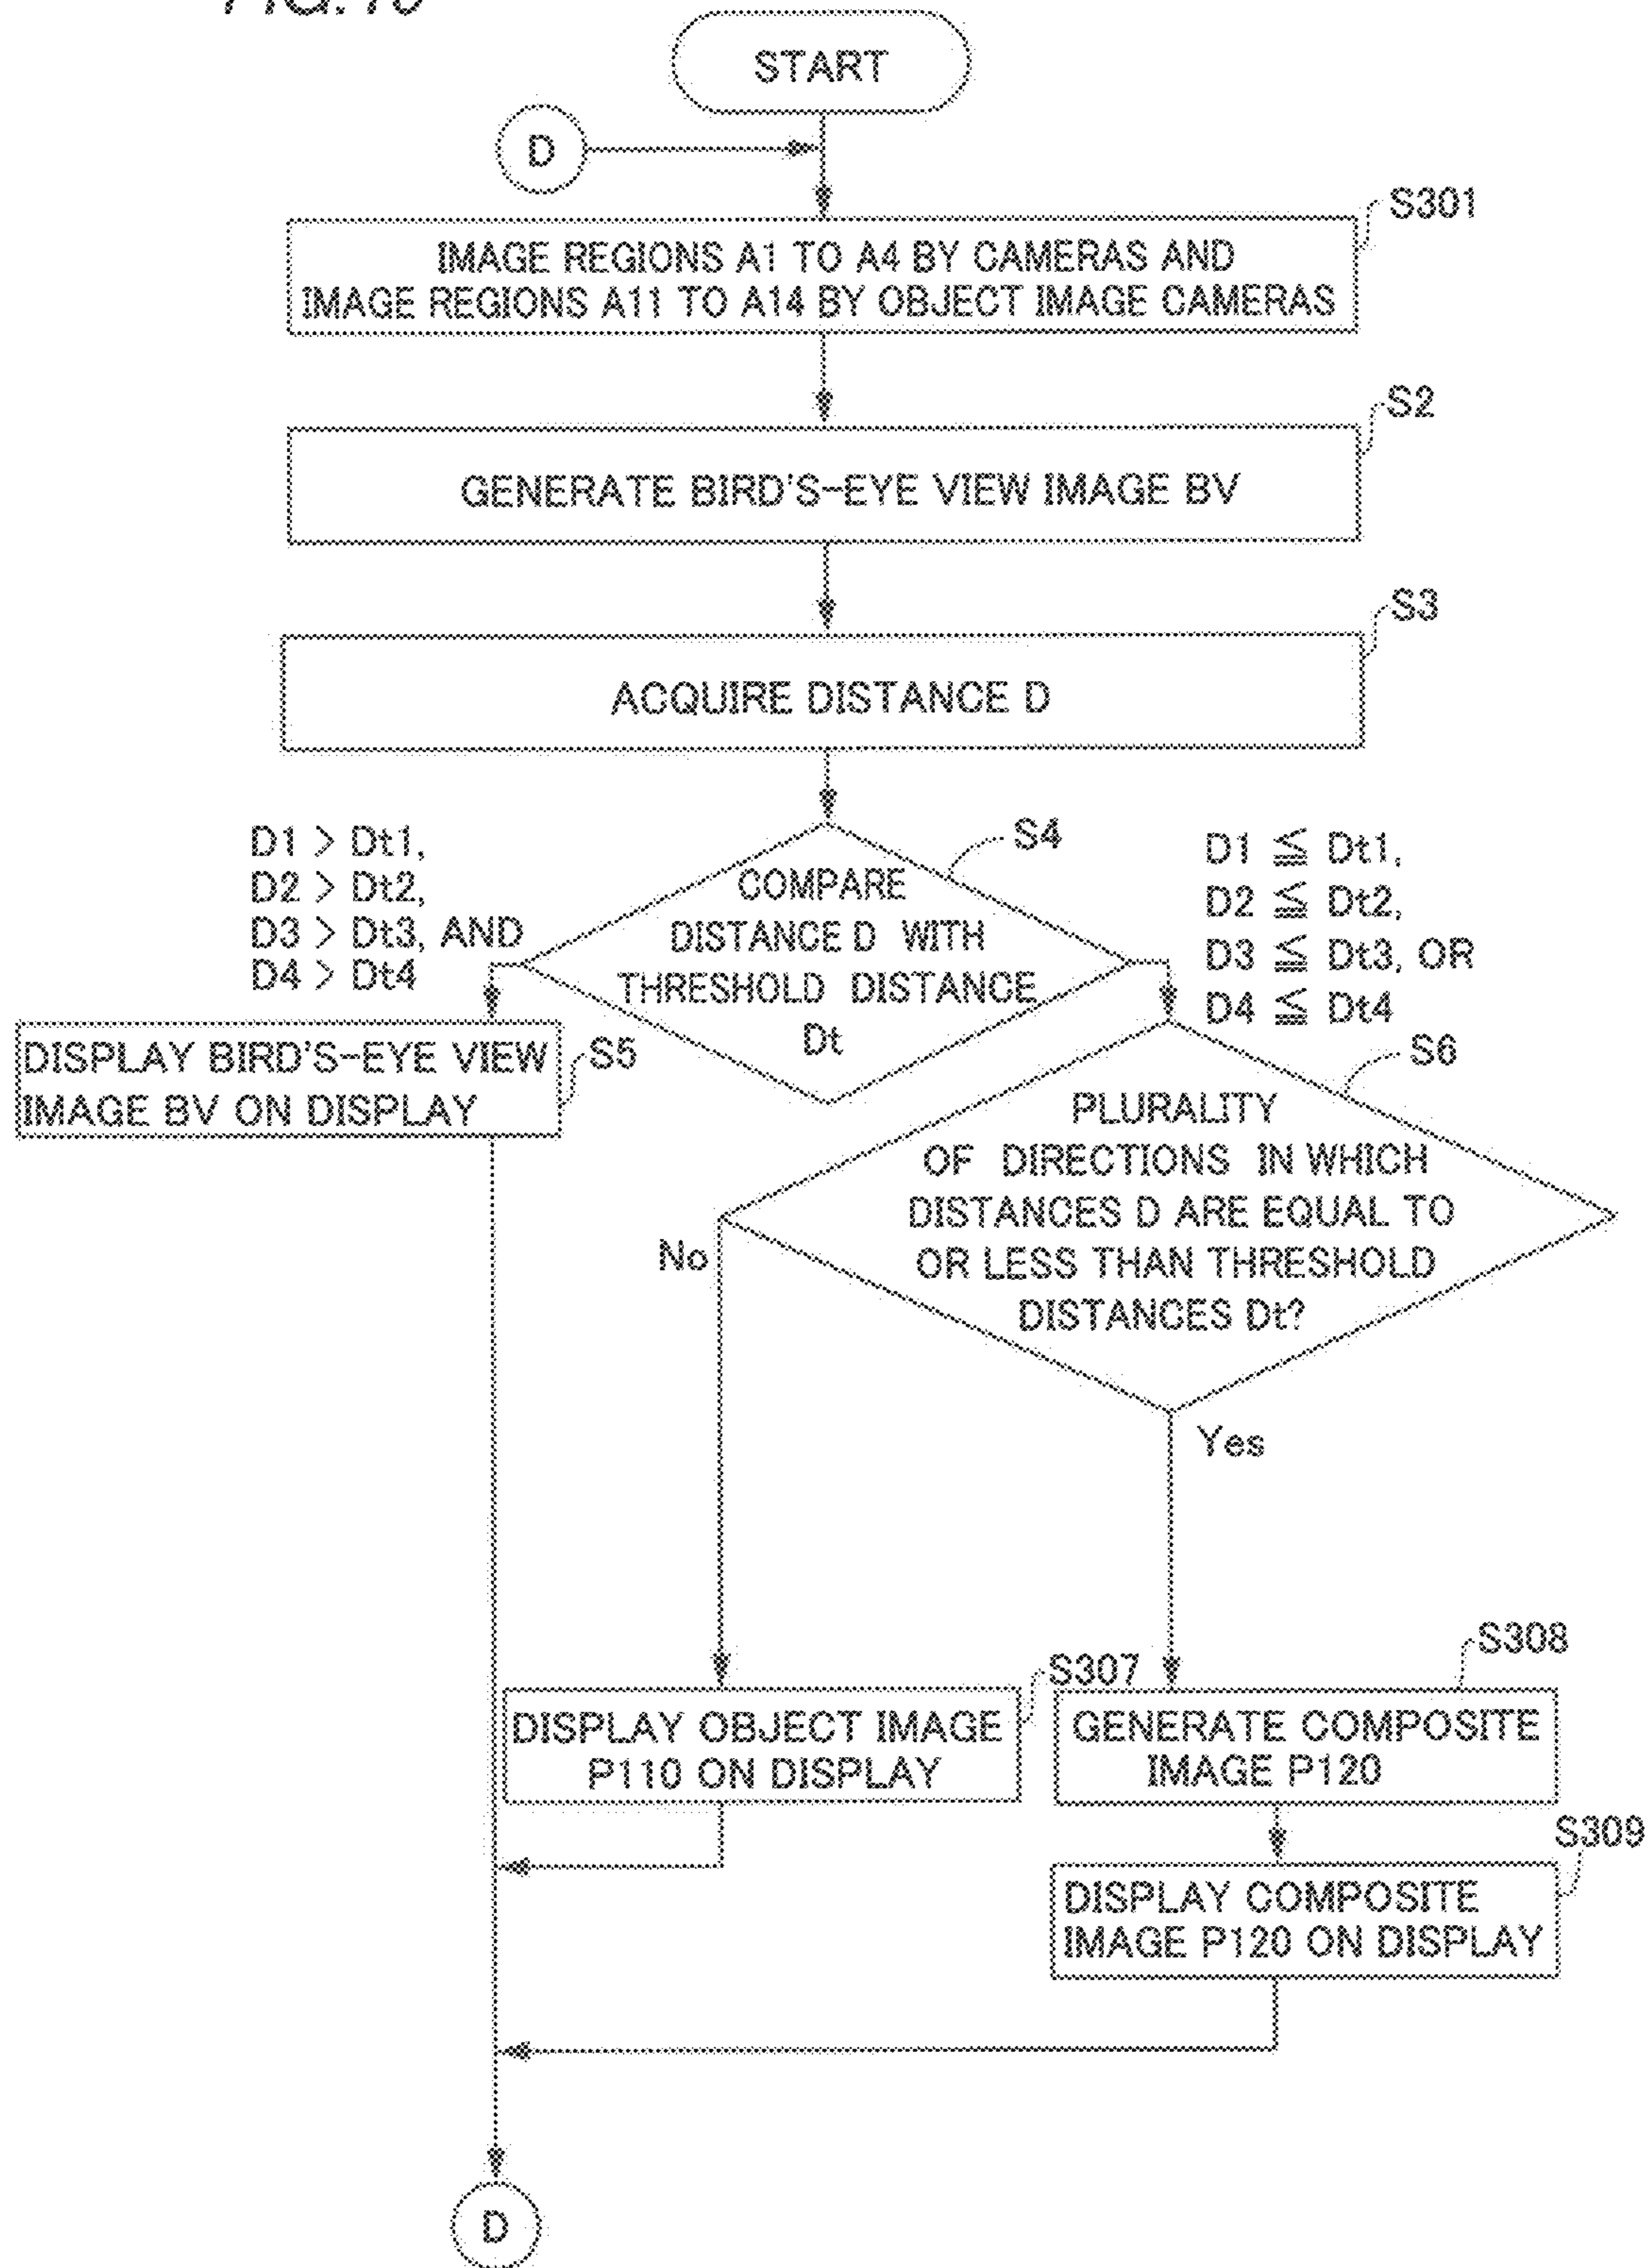 START
D
S301
IMAGE REGIONS A1 TO A4 BY CAMERAS AND
IMAGE REGIONS A11 TO A14 BY OBJECT IMAGE CAMERAS
S2
GENERATE BIRD'S-EYE VIEW IMAGE BV
S3
ACQUIRE DISTANCE D
S4
COMPARE
DISTANCE D WITH
THRESHOLD DISTANCE
Dt
D1 > Dt1,
D2 > Dt2,
D3 > Dt3, AND
D4 > Dt4
D1 ≦ Dt1,
D2 ≦ Dt2,
D3 ≦ Dt3, OR
D4 ≦ Dt4
DISPLAY BIRD'S-EYE VIEW
IMAGE BV ON DISPLAY
S5
S6
PLURALITY
OF DIRECTIONS IN WHICH
DISTANCES D ARE EQUAL TO
OR LESS THAN THRESHOLD
DISTANCES Dt?
No
Yes
S307
DISPLAY OBJECT IMAGE
P110 ON DISPLAY
S308
GENERATE COMPOSITE
IMAGE P120
S309
DISPLAY COMPOSITE
IMAGE P120 ON DISPLAY
D